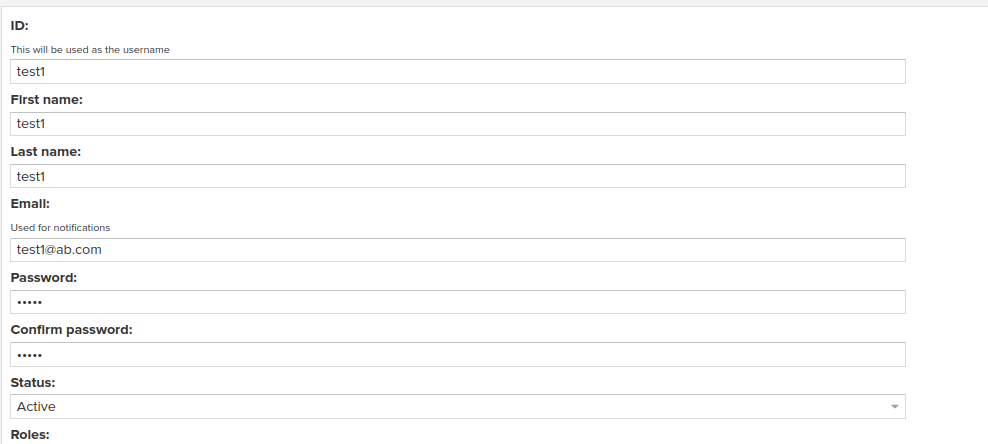 ID:
This will be used as the username
test1
First name:
test1
Last name:
test1
Email:
Used for notifications
test1@ab.com
Password:
•••••
Confirm password:
•••••
Status:
Active
Roles: